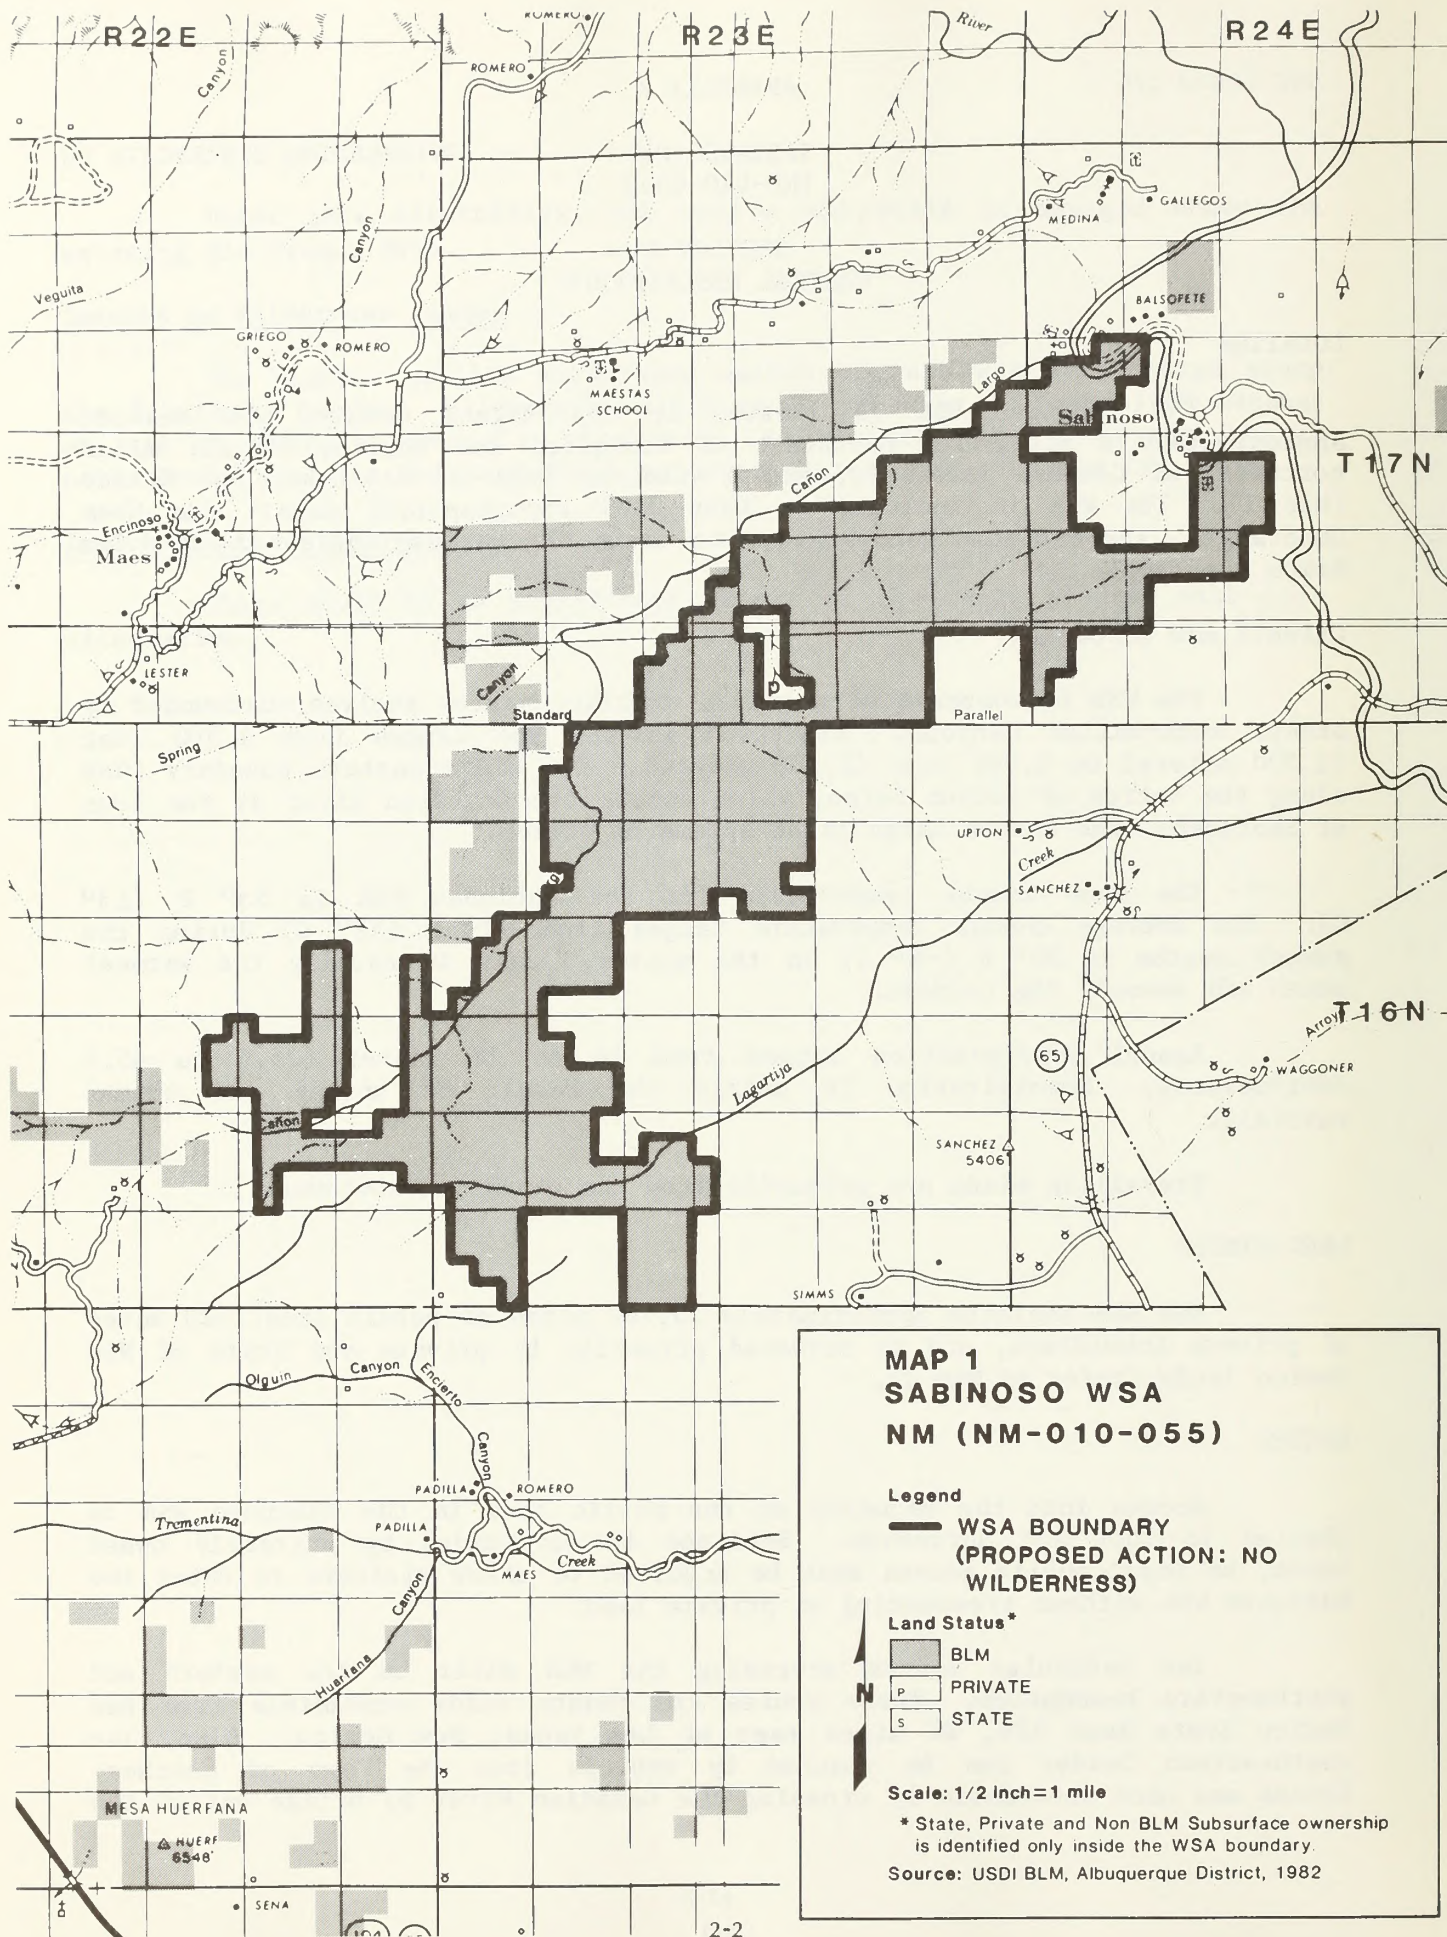 R22E
R23E
R24E
ROMERO
River
ROMERO
Canyon
Canyon
MEDINA
GALLEGOS
Veguita
BALSOFETE
GRIEGO
ROMERO
MAESTAS
SCHOOL
Largo
Sabinoso
T17N
Cañon
Encinoso
Maes
LESTER
Canyon
Standard
Parallel
Spring
UPTON
Creek
SANCHEZ
T16N
Arroyo
65
WAGGONER
Lagartija
Cañon
SANCHEZ
5406
SIMMS
Olguin
Canyon
Encierto
Canyon
PADILLA
ROMERO
Trementina
PADILLA
Creek
MAES
Canyon
Huerfana
MESA HUERFANA
HUERF
6548'
SENA
P
MAP 1
SABINOSO WSA
NM (NM-010-055)
Legend
WSA BOUNDARY
(PROPOSED ACTION: NO
WILDERNESS)
Land Status*
BLM
P PRIVATE
S STATE
N
Scale: 1/2 inch=1 mile
* State, Private and Non BLM Subsurface ownership
is identified only inside the WSA boundary.
Source: USDI BLM, Albuquerque District, 1982
2-2